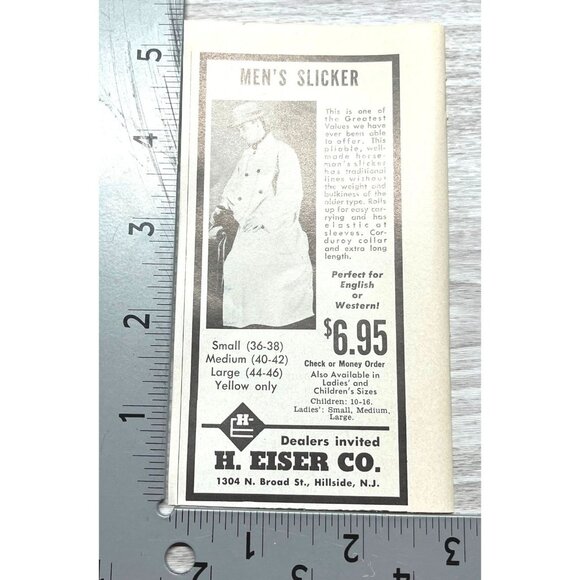 MEN'S SLICKER
This is one of
the Greatest
Values we have
ever been able
to offer. This
pliable, well-
made horse-
man's slicker
has traditional
lines without
the weight and
bulkiness of the
older type. Rolls
up for easy car-
rying and has
elastic at
sleeves. Cor-
duroy collar
and extra long
length.
Perfect for
English
or
Western!
$6.95
Check or Money Order
Also Available in
Ladies' and
Children's Sizes
Children: 10-16.
Ladies': Small, Medium,
Large.
Small (36-38)
Medium (40-42)
Large (44-46)
Yellow only
H
E
Dealers invited
H. EISER CO.
1304 N. Broad St., Hillside, N.J.
5
4
3
2
1
1
2
3